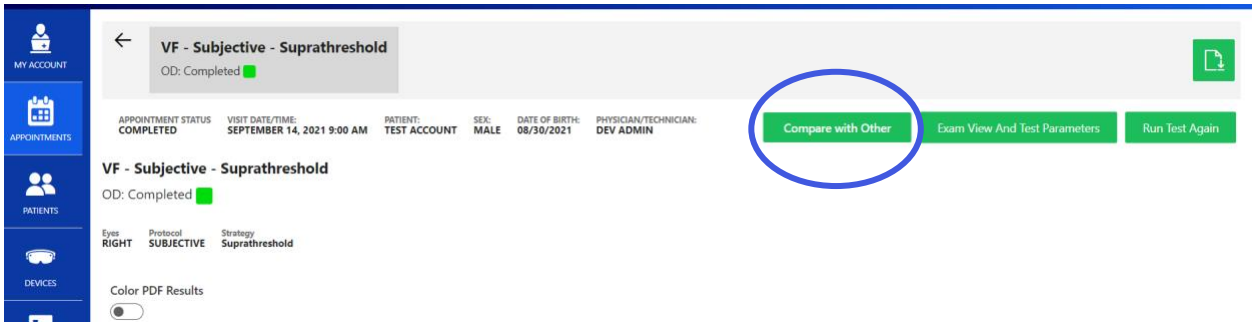 MY ACCOUNT
APPOINTMENTS
PATIENTS
DEVICES
VF - Subjective - Suprathreshold
OD: Completed
APPOINTMENT STATUS VISIT DATE/TIME: PATIENT: SEX: DATE OF BIRTH: PHYSICIAN/TECHNICIAN:
COMPLETED SEPTEMBER 14, 2021 9:00 AM TEST ACCOUNT MALE 08/30/2021 DEV ADMIN
Compare with Other Exam View And Test Parameters Run Test Again
VF - Subjective - Suprathreshold
OD: Completed
Eyes Protocol Strategy
RIGHT SUBJECTIVE Suprathreshold
Color PDF Results